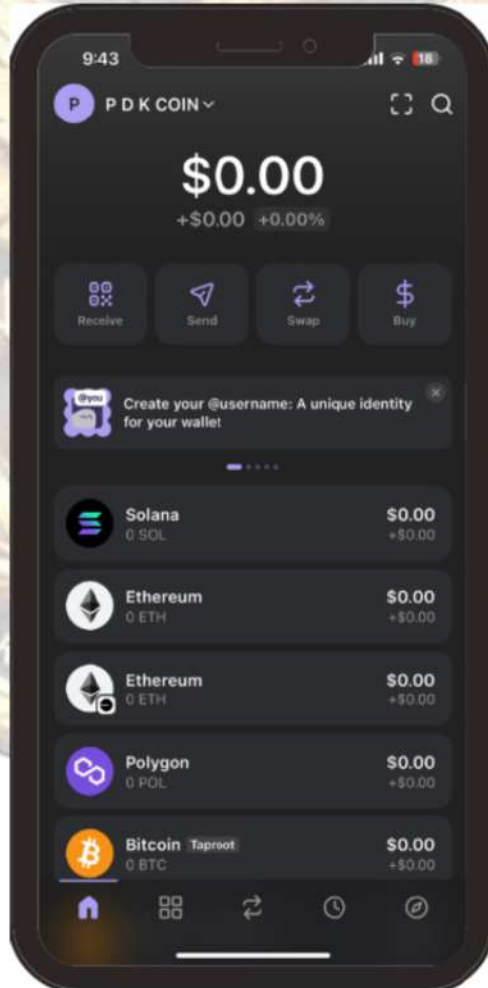 9:43
18
P
P D K COIN
$0.00
+$0.00 +0.00%
Receive Send Swap Buy
@you
Create your @username: A unique identity
for your wallet
Solana $0.00
0 SOL +$0.00
Ethereum $0.00
0 ETH +$0.00
Ethereum $0.00
0 ETH +$0.00
Polygon $0.00
0 POL +$0.00
Bitcoin Taproot $0.00
0 BTC +$0.00